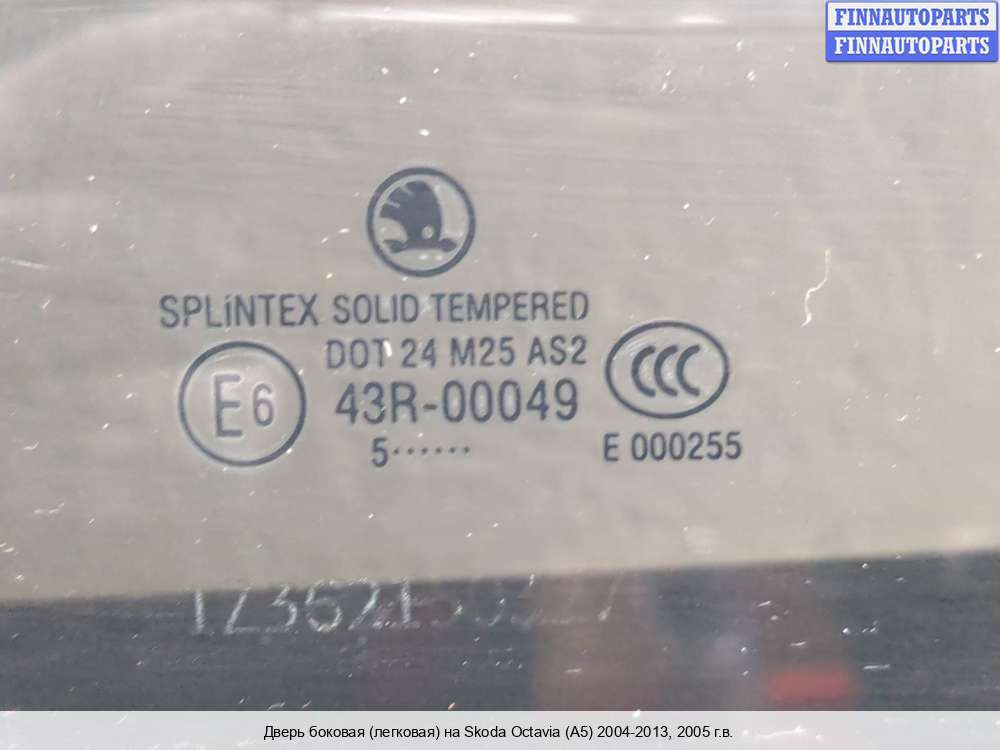 FINNAUTOPARTS
FINNAUTOPARTS
SPLiNTEX SOLID TEMPERED
DOT 24 M25 AS2
CCC
E6
43R-00049
5······
E 000255
Дверь боковая (легковая) на Skoda Octavia (A5) 2004-2013, 2005 г.в.